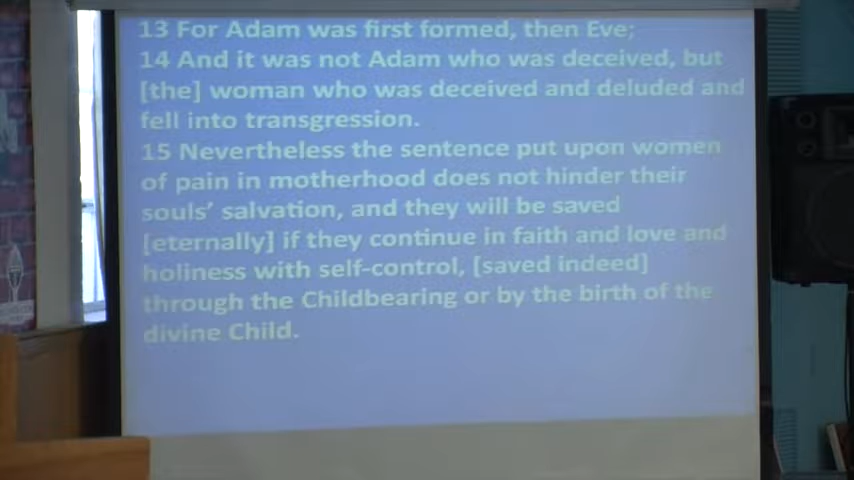 13 For Adam was first formed, then Eve;
14 And it was not Adam who was deceived, but
[the] woman who was deceived and deluded and
fell into transgression.
15 Nevertheless the sentence put upon women
of pain in motherhood does not hinder their
souls' salvation, and they will be saved
[eternally] if they continue in faith and love and
holiness with self-control, [saved indeed]
through the Childbearing or by the birth of the
divine Child.